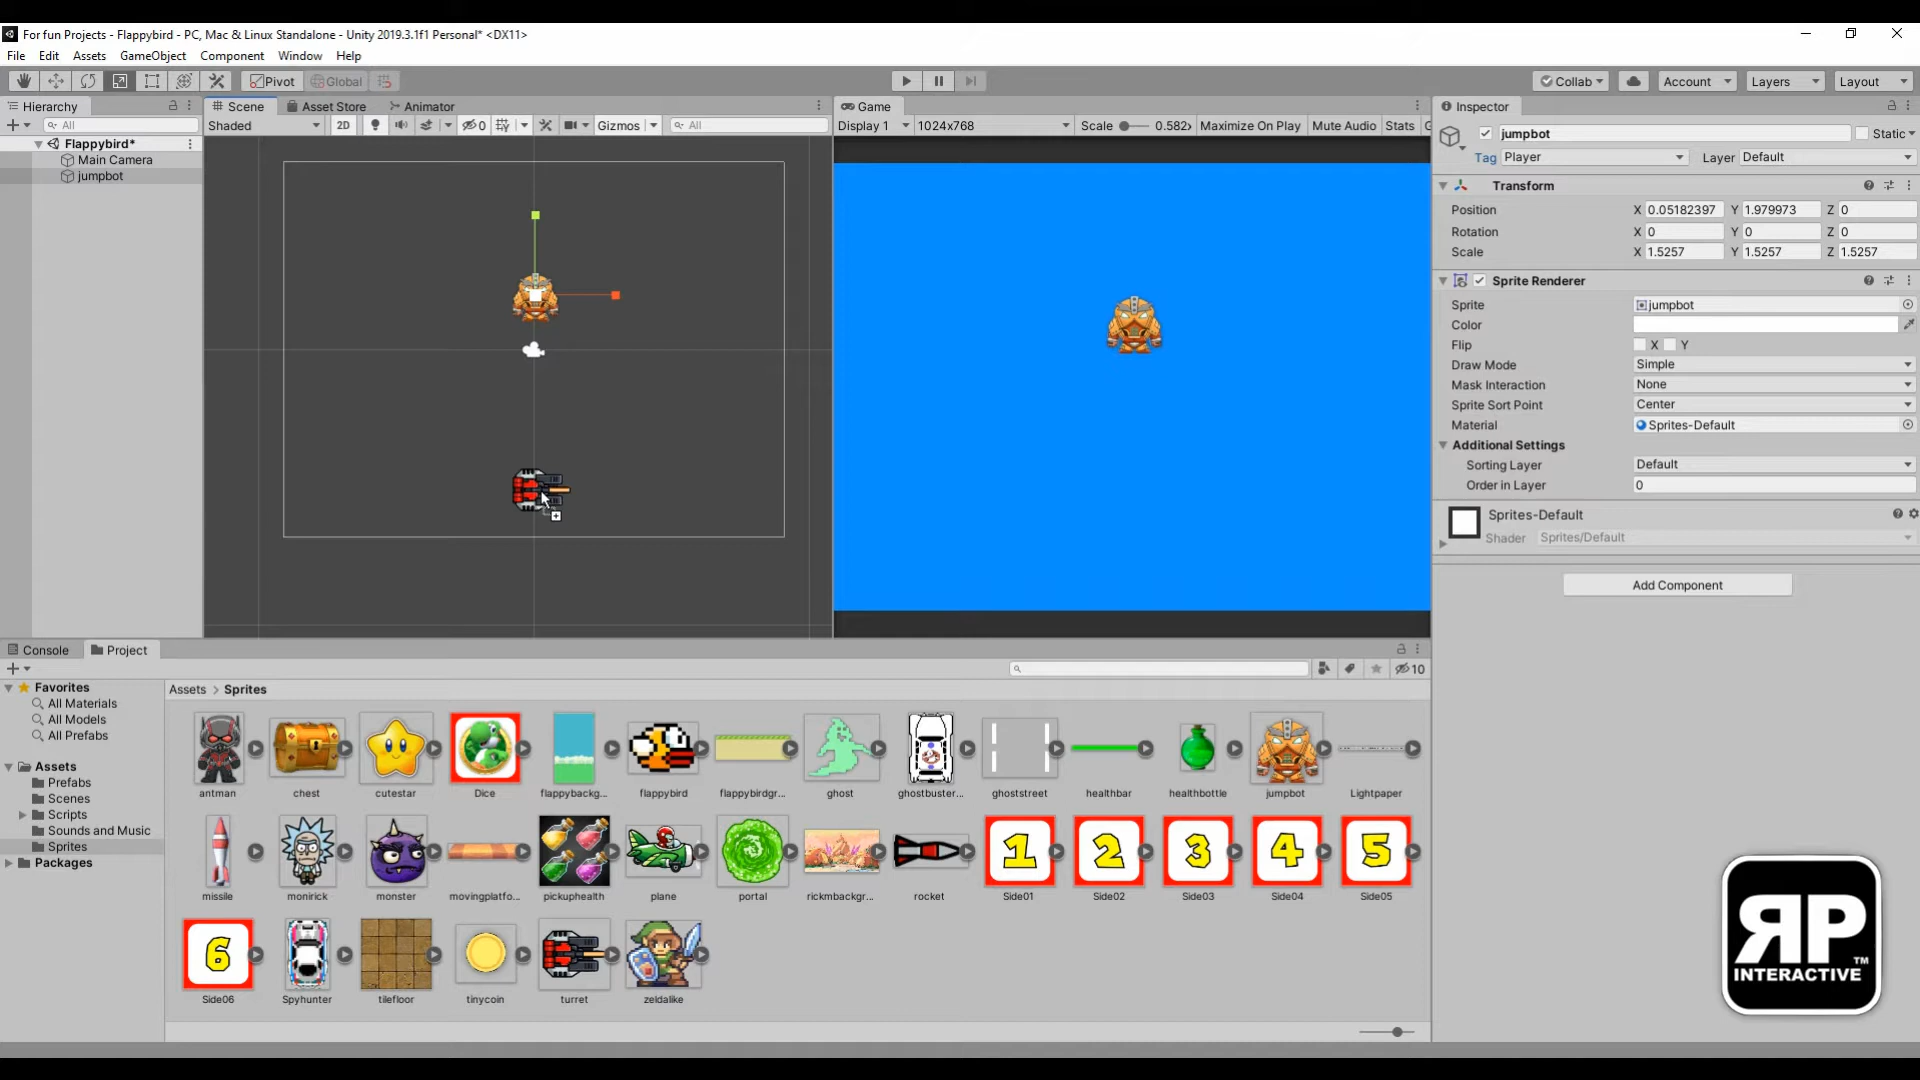 For fun Projects - Flappybird - PC, Mac & Linux Standalone - Unity 2019.3.1f1 Personal* <DX11>
File Edit Assets GameObject Component Window Help
Pivot Global Collab Account Layers Layout
Hierarchy
All
Flappybird*
Main Camera
jumpbot
Scene Asset Store Animator
Shaded 2D 0 Gizmos All
Game
Display 1 1024x768 Scale 0.582x Maximize On Play Mute Audio Stats G
Inspector
jumpbot Static
Tag Player Layer Default
Transform
Position X 0.05182397 Y 1.979973 Z 0
Rotation X 0 Y 0 Z 0
Scale X 1.5257 Y 1.5257 Z 1.5257
Sprite Renderer
Sprite jumpbot
Color
Flip X Y
Draw Mode Simple
Mask Interaction None
Sprite Sort Point Center
Material Sprites-Default
Additional Settings
Sorting Layer Default
Order in Layer 0
Sprites-Default
Shader Sprites/Default
Add Component
Console Project
10
Favorites
All Materials
All Models
All Prefabs
Assets
Prefabs
Scenes
Scripts
Sounds and Music
Sprites
Packages
Assets > Sprites
antman chest cutestar Dice flappybackg... flappybird flappybirdgr... ghost ghostbuster... ghoststreet healthbar healthbottle jumpbot Lightpaper
1 2 3 4 5
missile monirick monster movingplatfo... pickuphealth plane portal rickmbackgr... rocket Side01 Side02 Side03 Side04 Side05
6
Side06 Spyhunter tilefloor tinycoin turret zeldalike
RP
INTERACTIVE
TM